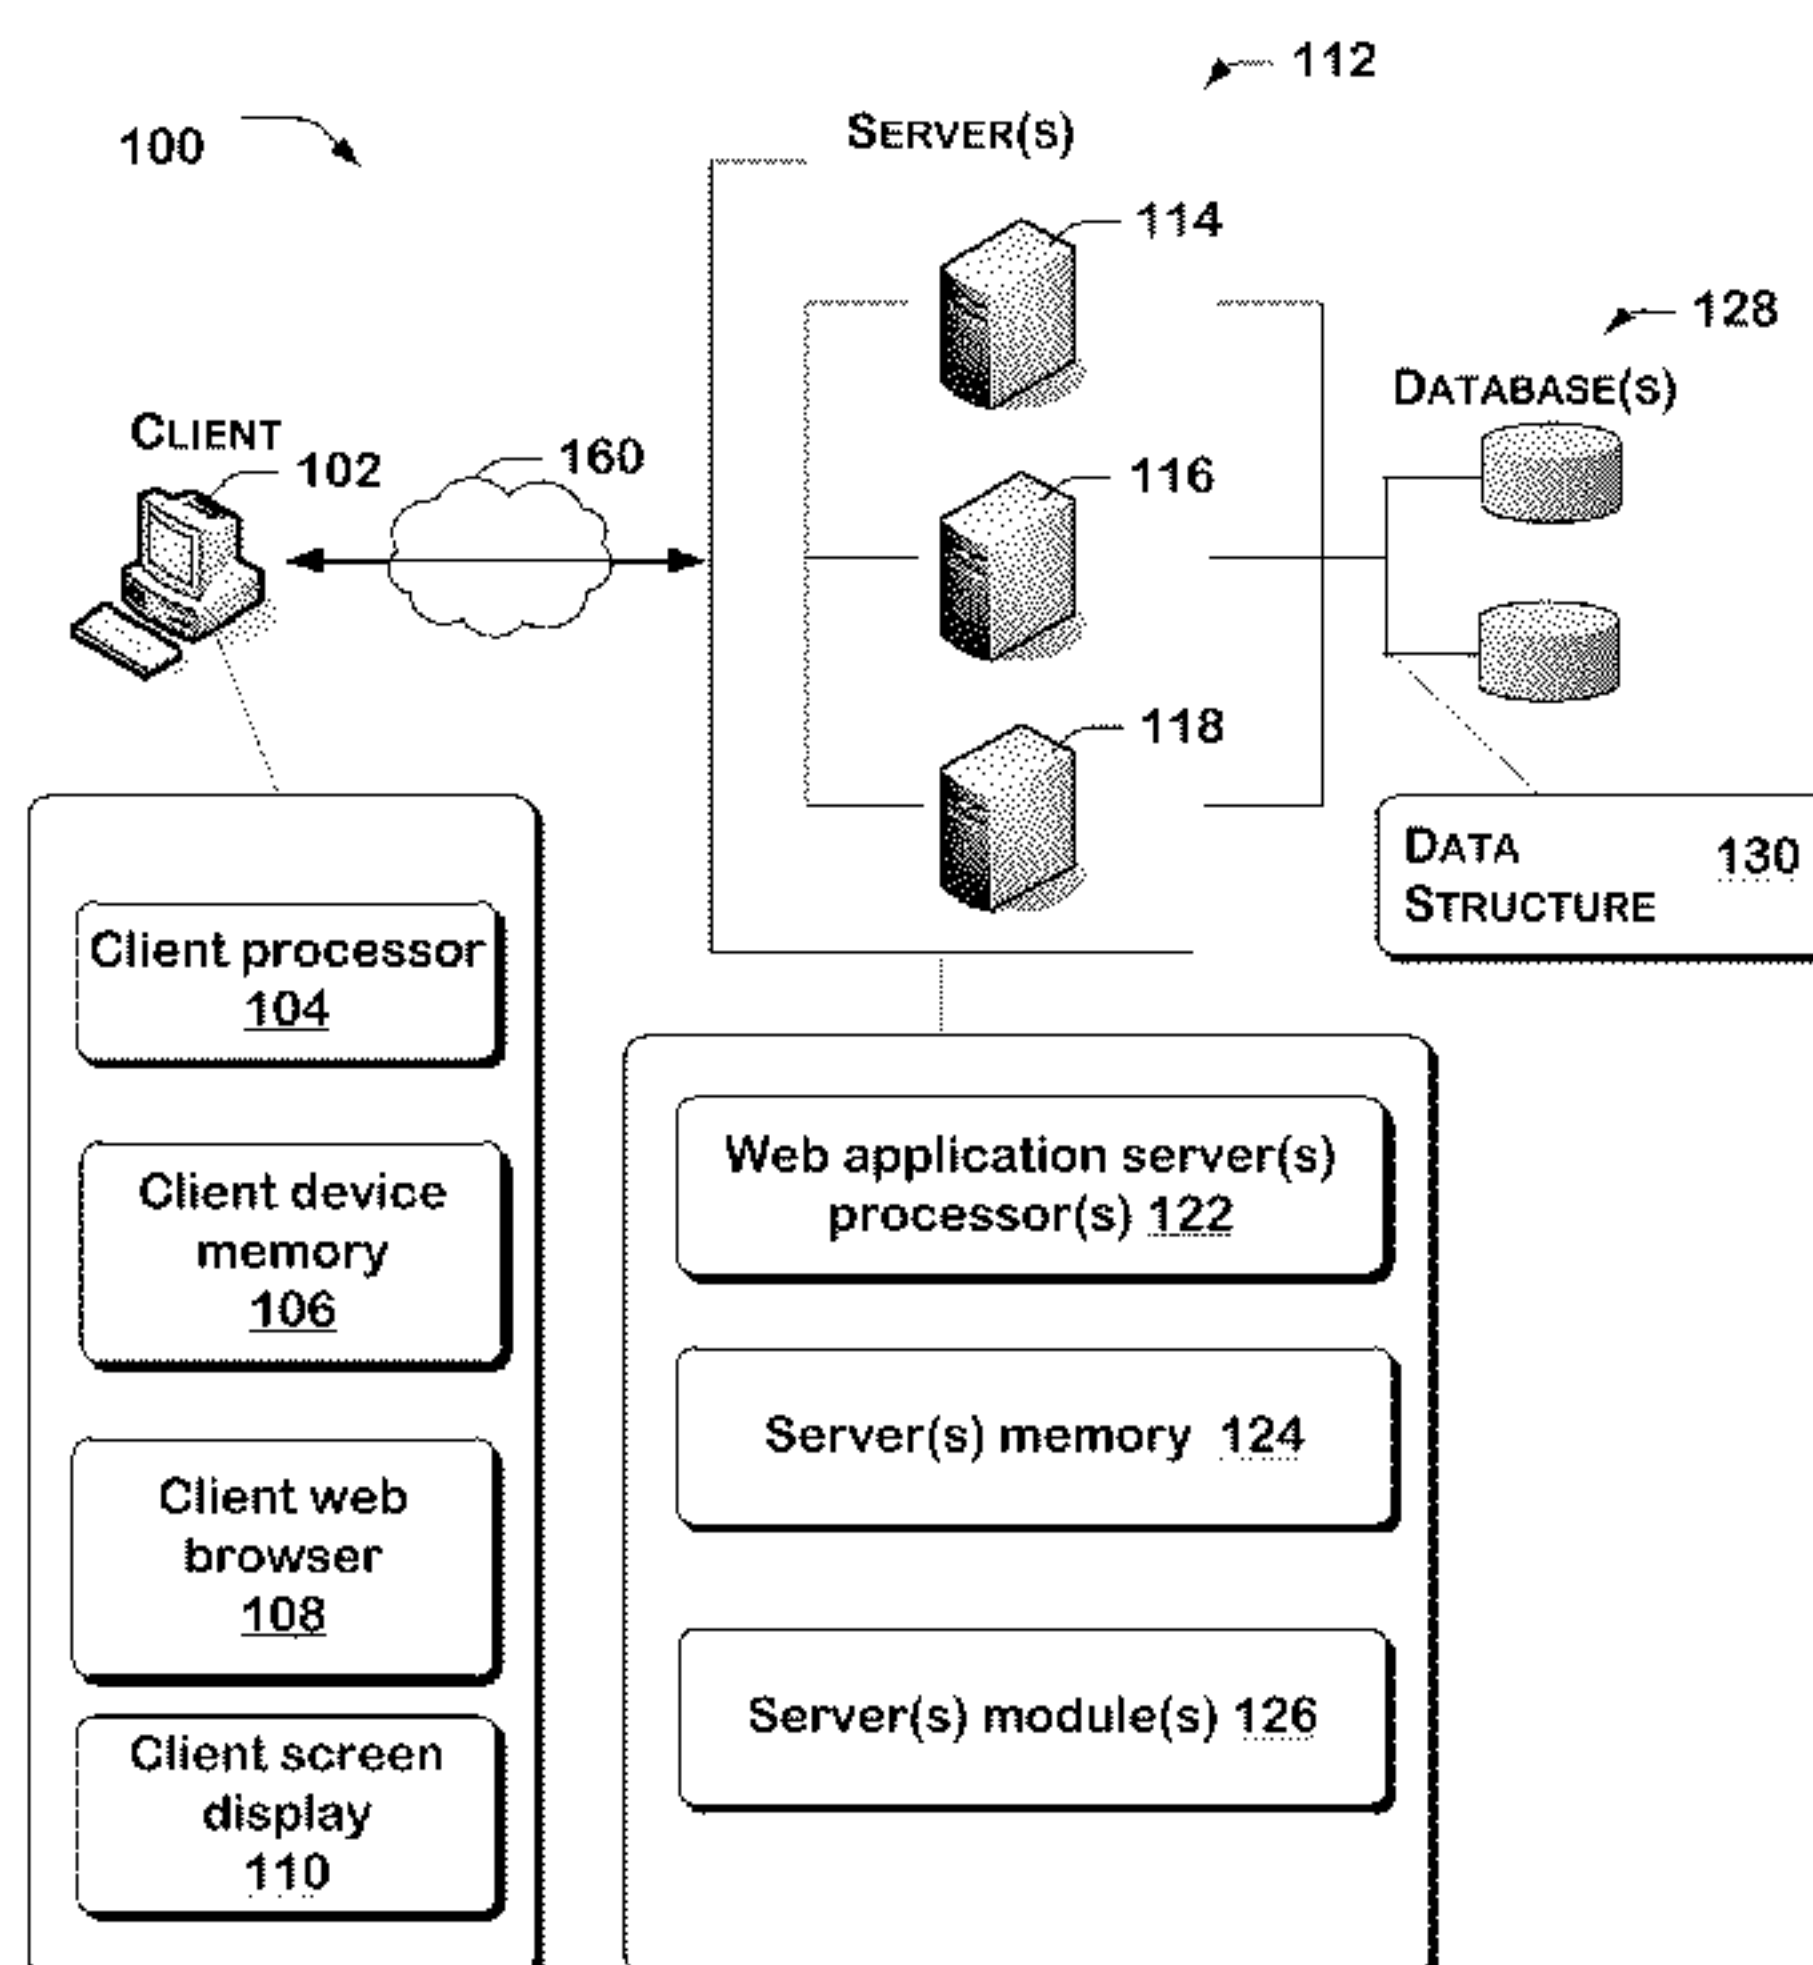 112
100
SERVER(S)
114
128
DATABASE(S)
CLIENT
102
160
116
118
DATA 130
STRUCTURE
Client processor
104
Web application server(s)
processor(s) 122
Client device
memory
106
Server(s) memory 124
Client web
browser
108
Server(s) module(s) 126
Client screen
display
110